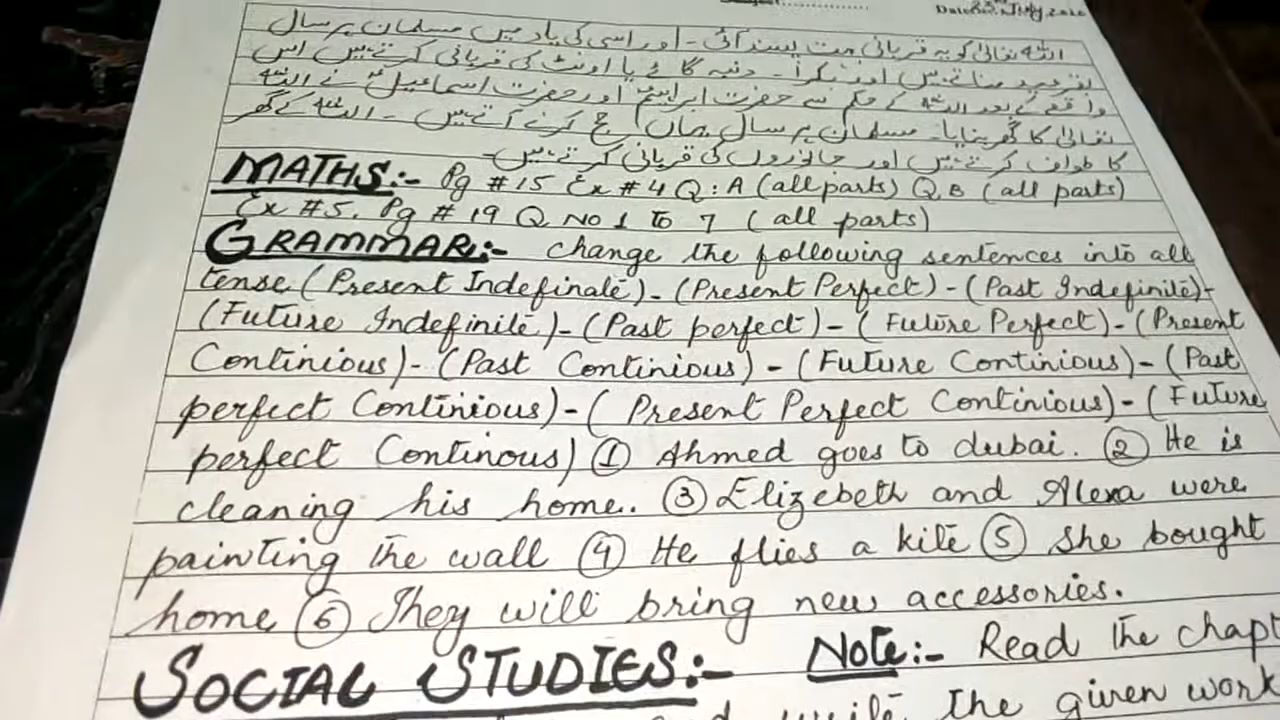 Date: 23, July, 2020
اللہ تعالیٰ کو یہ قربانی بہت پسند آئی - اور اسی کی یاد میں مسلمان ہر سال
بقر عید مناتے ہیں اور بکرا - دنبہ گائے یا اونٹ کی قربانی کرتے ہیں اس
واقعے کے بعد اللہ کے حکم سے حضرت ابراہیمؑ اور حضرت اسماعیلؑ نے اللہ
تعالیٰ کا گھر بنایا - مسلمان ہر سال یہاں حج کرنے آتے ہیں - اللہ کے گھر
کا طواف کرتے ہیں اور جانوروں کی قربانی کرتے ہیں -
MATHS:- Pg #15 Ex #4 Q: A (all parts) Q B (all parts)
Ex #5. Pg # 19 Q No 1 To 7 (all parts)
GRAMMAR:- change the following sentences into all
tense (Present Indefinate) - (Present Perfect) - (Past Indefinite) -
(Future Indefinite) - (Past perfect) - (Future Perfect) - (Present
Continious) - (Past Continious) - (Future Continious) - (Past
perfect Continious) - (Present Perfect Continious) - (Future
perfect Continous) ① Ahmed goes to dubai. ② He is
cleaning his home. ③ Elizebeth and Alexa were
painting the wall ④ He flies a kite ⑤ She bought
home ⑥ They will bring new accessories.
SOCIAL STUDIES:- Note:- Read the chapt
write the given work